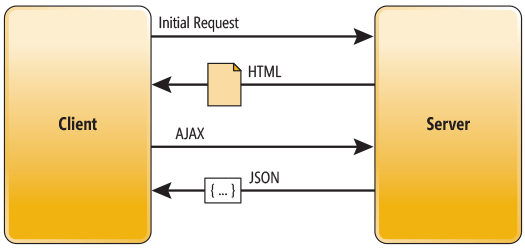 Initial Request
HTML
Client
Server
AJAX
JSON
{ ... }